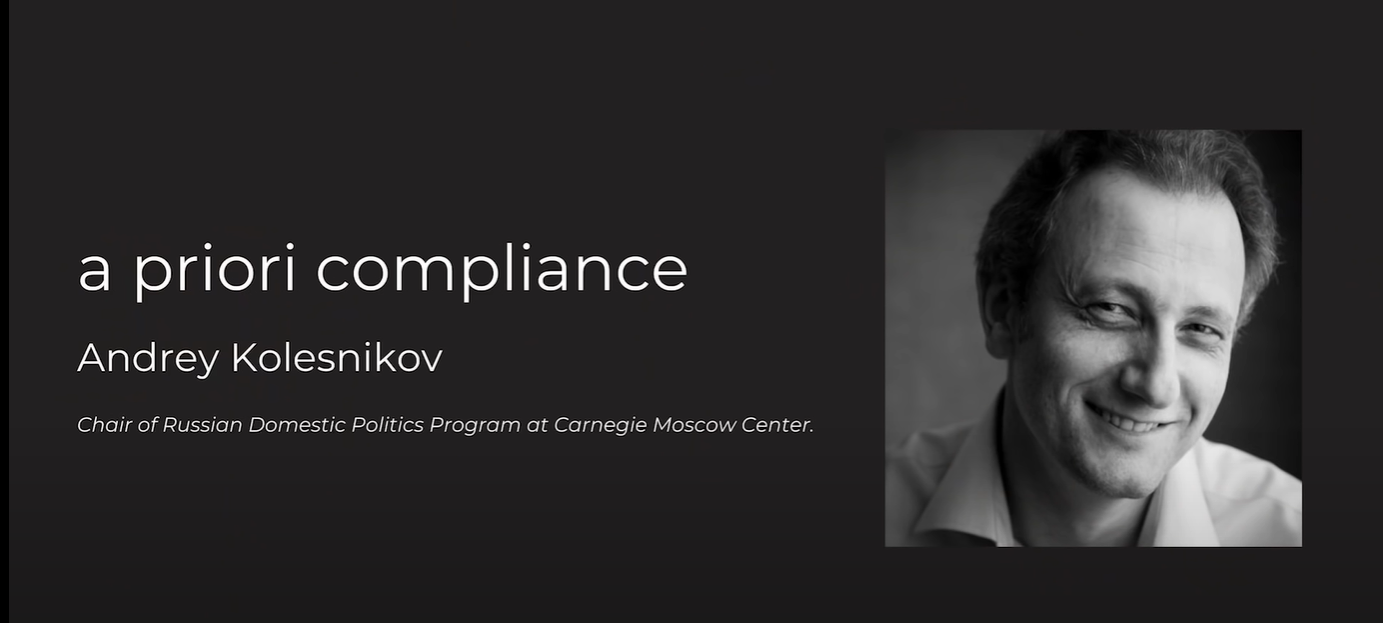 a priori compliance
Andrey Kolesnikov
Chair of Russian Domestic Politics Program at Carnegie Moscow Center.